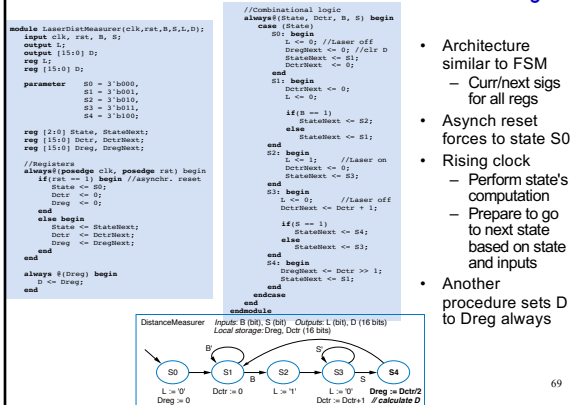 module LaserDistMeasurer(clk,rst,B,S,L,D);
input clk, rst, B, S;
output L;
output [15:0] D;
reg L;
reg [15:0] D;
parameter S0 = 3'b000,
S1 = 3'b001,
S2 = 3'b010,
S3 = 3'b011,
S4 = 3'b100;
reg [2:0] State, StateNext;
reg [15:0] Dctr, DctrNext;
reg [15:0] Dreg, DregNext;
//Registers
always@(posedge clk, posedge rst) begin
if(rst == 1) begin //asynchr. reset
State <= S0;
Dctr <= 0;
Dreg <= 0;
end
else begin
State <= StateNext;
Dctr <= DctrNext;
Dreg <= DregNext;
end
end
always @(Dreg) begin
D <= Dreg;
end
//Combinational logic
always@(State, Dctr, B, S) begin
case (State)
S0: begin
L <= 0; //Laser off
DregNext <= 0; //clr D
StateNext <= S1;
DctrNext <= 0;
end
S1: begin
DctrNext <= 0;
L <= 0;
if(B == 1)
StateNext <= S2;
else
StateNext <= S1;
end
S2: begin
L <= 1; //Laser on
DctrNext <= 0;
StateNext <= S3;
end
S3: begin
L <= 0; //Laser off
DctrNext <= Dctr + 1;
if(S == 1)
StateNext <= S4;
else
StateNext <= S3;
end
S4: begin
DregNext <= Dctr >> 1;
StateNext <= S1;
end
endcase
end
endmodule
• Architecture
similar to FSM
– Curr/next sigs
for all regs
• Asynch reset
forces to state S0
• Rising clock
– Perform state's
computation
– Prepare to go
to next state
based on state
and inputs
• Another
procedure sets D
to Dreg always
DistanceMeasurer Inputs: B (bit), S (bit) Outputs: L (bit), D (16 bits)
Local storage: Dreg, Dctr (16 bits)
B' S'
S0 S1 B S2 S3 S S4
L := '0' Dctr := 0 L := '1' L := '0' Dreg := Dctr/2
Dreg := 0 Dctr := Dctr+1 // calculate D
69